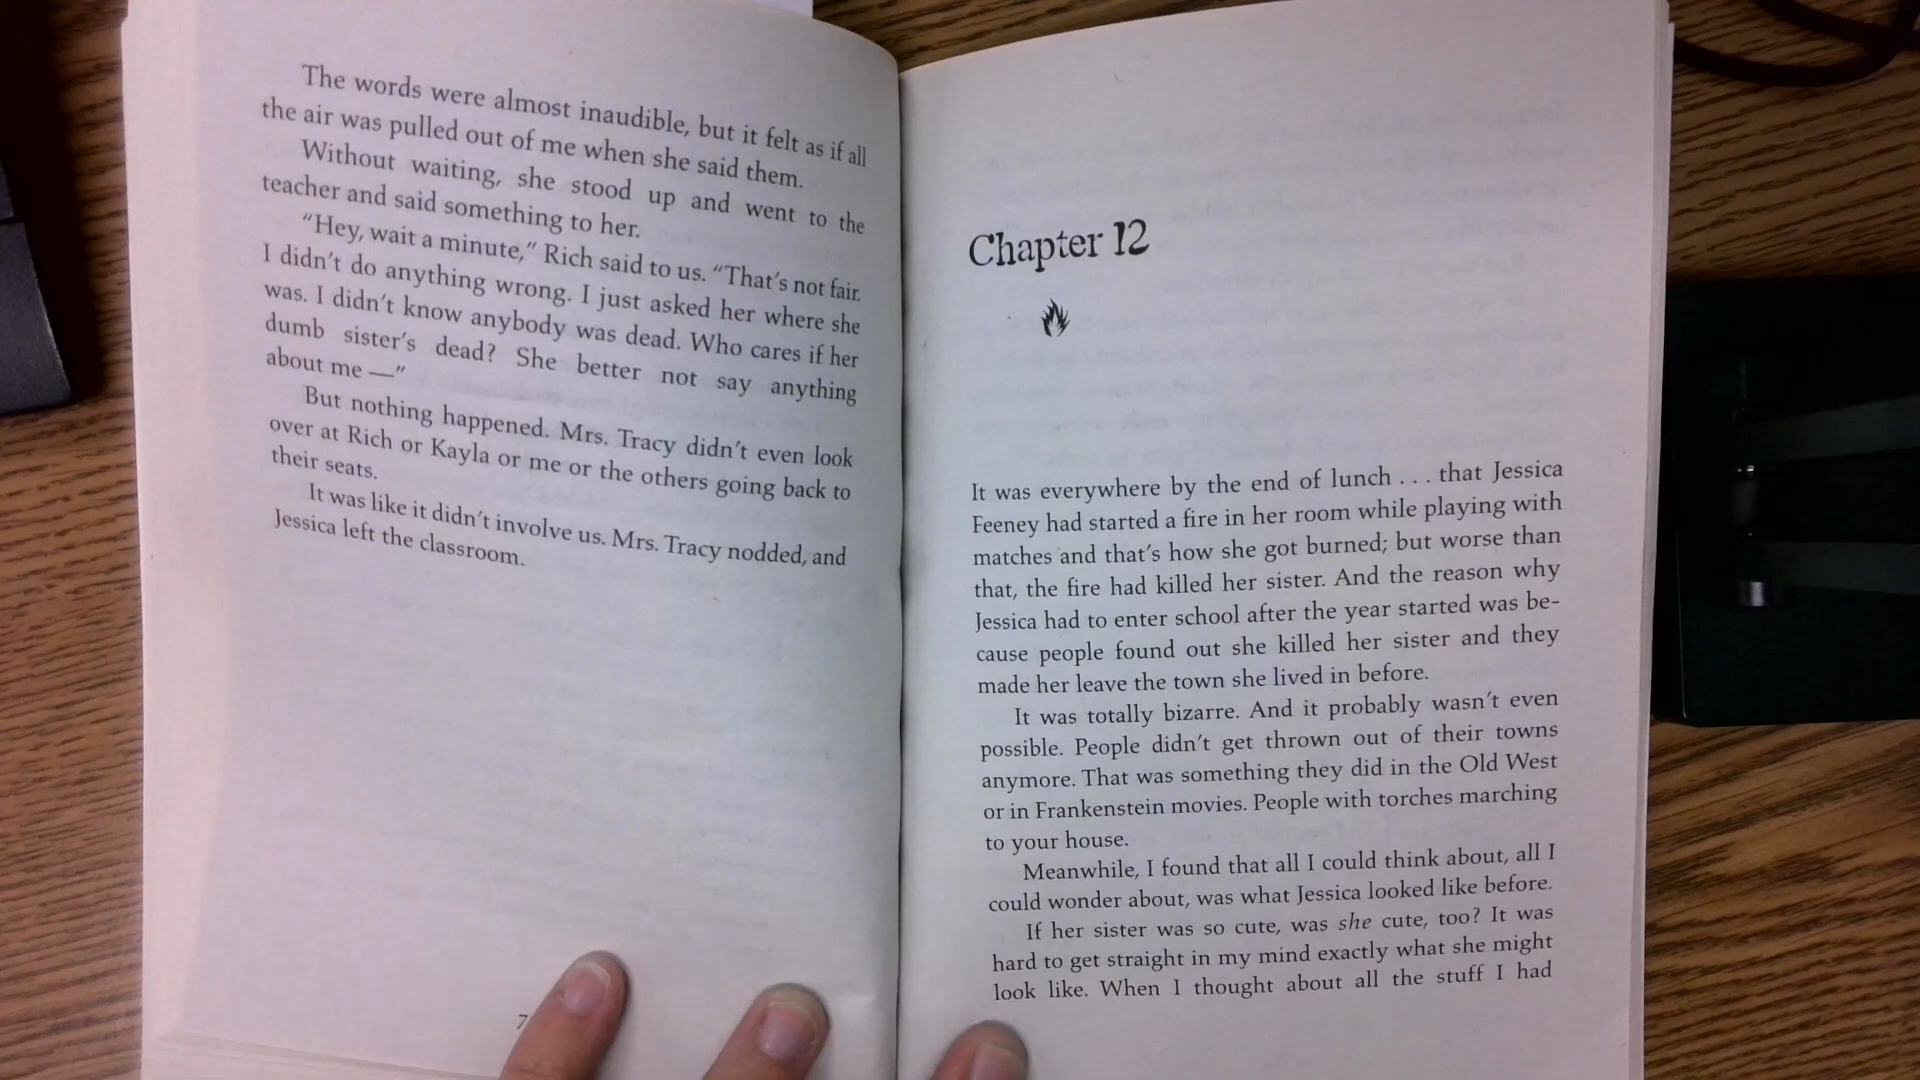 The words were almost inaudible, but it felt as if all
the air was pulled out of me when she said them.
Without waiting, she stood up and went to the
teacher and said something to her.
“Hey, wait a minute,” Rich said to us. “That’s not fair.
I didn’t do anything wrong. I just asked her where she
was. I didn’t know anybody was dead. Who cares if her
dumb sister’s dead? She better not say anything
about me —”
But nothing happened. Mrs. Tracy didn’t even look
over at Rich or Kayla or me or the others going back to
their seats.
It was like it didn’t involve us. Mrs. Tracy nodded, and
Jessica left the classroom.
7
Chapter 12
It was everywhere by the end of lunch . . . that Jessica
Feeney had started a fire in her room while playing with
matches and that’s how she got burned; but worse than
that, the fire had killed her sister. And the reason why
Jessica had to enter school after the year started was be-
cause people found out she killed her sister and they
made her leave the town she lived in before.
It was totally bizarre. And it probably wasn’t even
possible. People didn’t get thrown out of their towns
anymore. That was something they did in the Old West
or in Frankenstein movies. People with torches marching
to your house.
Meanwhile, I found that all I could think about, all I
could wonder about, was what Jessica looked like before.
If her sister was so cute, was she cute, too? It was
hard to get straight in my mind exactly what she might
look like. When I thought about all the stuff I had